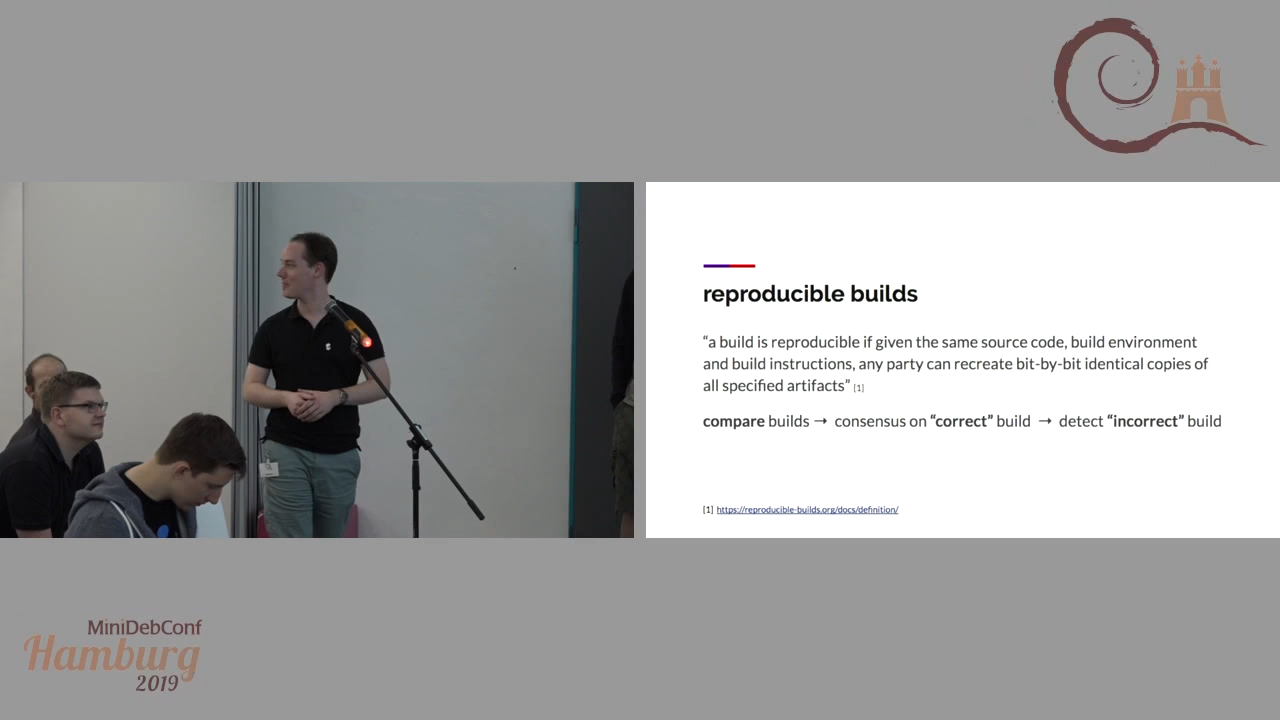 reproducible builds
“a build is reproducible if given the same source code, build environment
and build instructions, any party can recreate bit-by-bit identical copies of
all specified artifacts” [1]
compare builds → consensus on “correct” build → detect “incorrect” build
[1] https://reproducible-builds.org/docs/definition/
MiniDebConf
Hamburg
2019